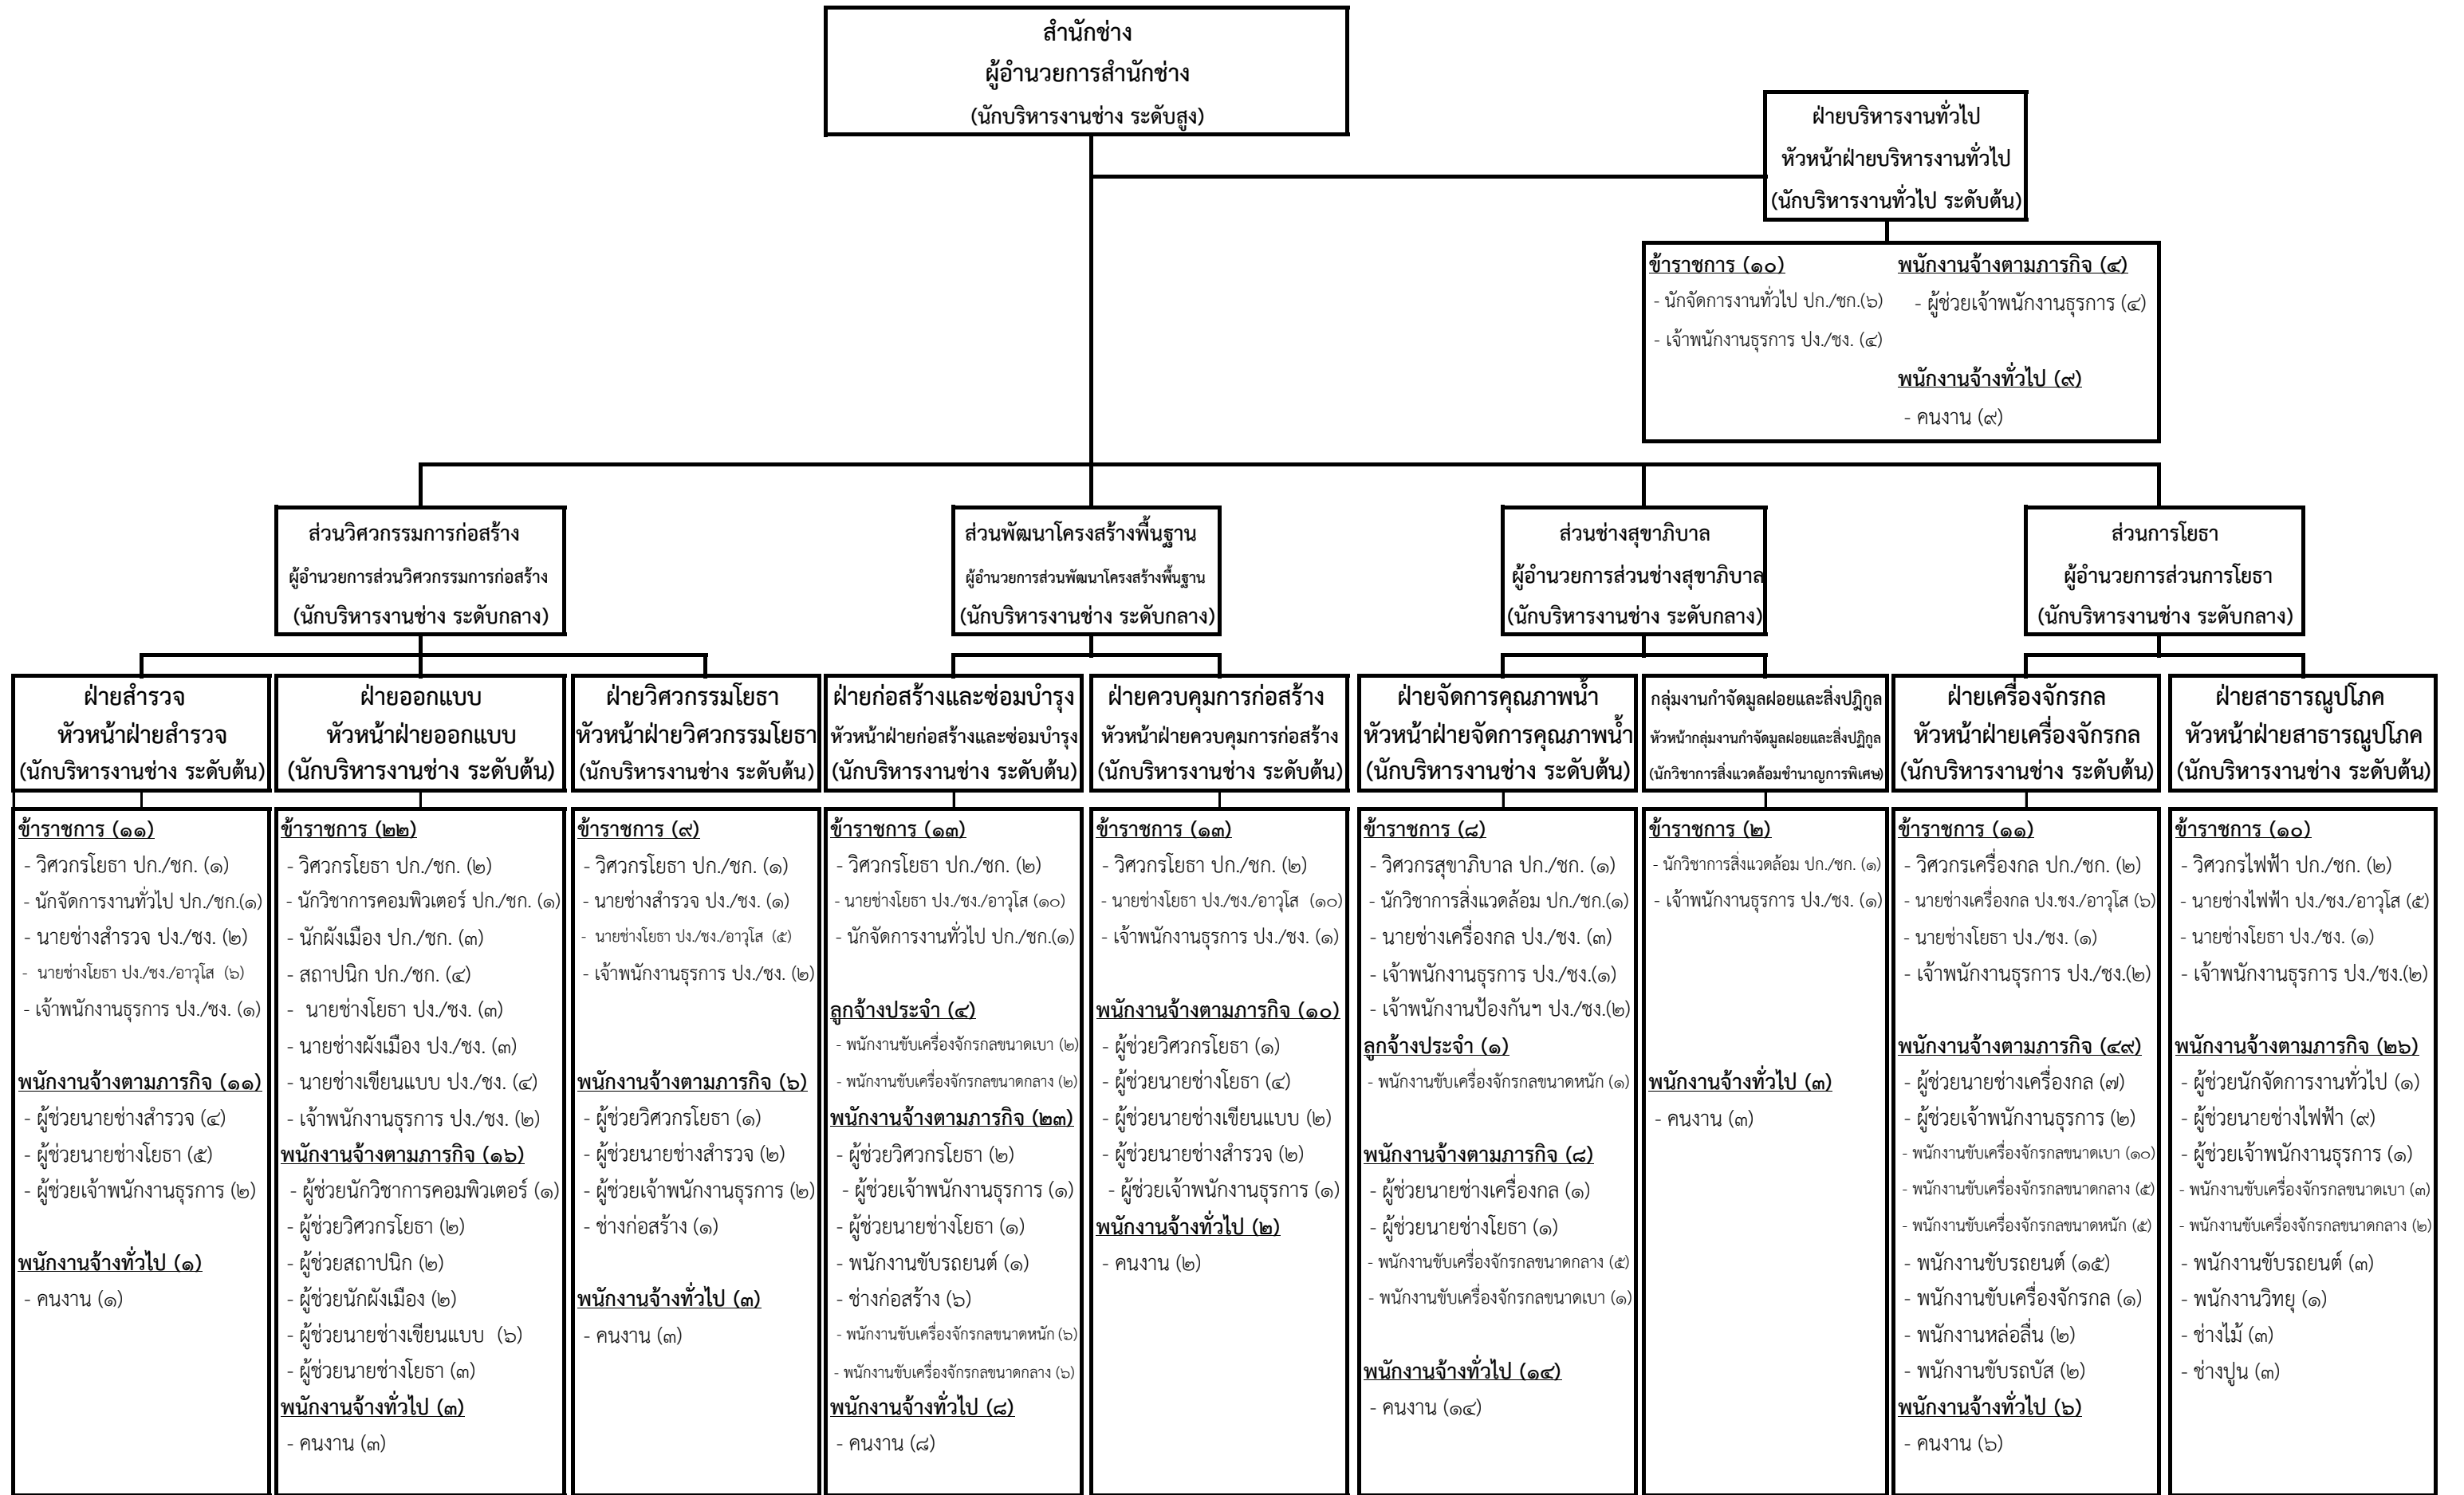 สำนักช่าง
ผู้อำนวยการสำนักช่าง
(นักบริหารงานช่าง ระดับสูง)
ฝ่ายบริหารงานทั่วไป
หัวหน้าฝ่ายบริหารงานทั่วไป
(นักบริหารงานทั่วไป ระดับต้น)
ข้าราชการ (๑๐)
- นักจัดการงานทั่วไป ปก./ชก.(๖)
- เจ้าพนักงานธุรการ ปง./ชง. (๔)
พนักงานจ้างตามภารกิจ (๔)
- ผู้ช่วยเจ้าพนักงานธุรการ (๔)
พนักงานจ้างทั่วไป (๙)
- คนงาน (๙)
ส่วนวิศวกรรมการก่อสร้าง
ผู้อำนวยการส่วนวิศวกรรมการก่อสร้าง
(นักบริหารงานช่าง ระดับกลาง)
ส่วนพัฒนาโครงสร้างพื้นฐาน
ผู้อำนวยการส่วนพัฒนาโครงสร้างพื้นฐาน
(นักบริหารงานช่าง ระดับกลาง)
ส่วนช่างสุขาภิบาล
ผู้อำนวยการส่วนช่างสุขาภิบาล
(นักบริหารงานช่าง ระดับกลาง)
ส่วนการโยธา
ผู้อำนวยการส่วนการโยธา
(นักบริหารงานช่าง ระดับกลาง)
ฝ่ายสำรวจ
หัวหน้าฝ่ายสำรวจ
(นักบริหารงานช่าง ระดับต้น)
ข้าราชการ (๑๑)
- วิศวกรโยธา ปก./ชก. (๑)
- นักจัดการงานทั่วไป ปก./ชก.(๑)
- นายช่างสำรวจ ปง./ชง. (๒)
- นายช่างโยธา ปง./ชง./อาวุโส (๖)
- เจ้าพนักงานธุรการ ปง./ชง. (๑)
พนักงานจ้างตามภารกิจ (๑๑)
- ผู้ช่วยนายช่างสำรวจ (๔)
- ผู้ช่วยนายช่างโยธา (๕)
- ผู้ช่วยเจ้าพนักงานธุรการ (๒)
พนักงานจ้างทั่วไป (๑)
- คนงาน (๑)
ฝ่ายออกแบบ
หัวหน้าฝ่ายออกแบบ
(นักบริหารงานช่าง ระดับต้น)
ข้าราชการ (๒๒)
- วิศวกรโยธา ปก./ชก. (๒)
- นักวิชาการคอมพิวเตอร์ ปก./ชก. (๑)
- นักผังเมือง ปก./ชก. (๓)
- สถาปนิก ปก./ชก. (๔)
- นายช่างโยธา ปง./ชง. (๓)
- นายช่างผังเมือง ปง./ชง. (๓)
- นายช่างเขียนแบบ ปง./ชง. (๔)
- เจ้าพนักงานธุรการ ปง./ชง. (๒)
พนักงานจ้างตามภารกิจ (๑๖)
- ผู้ช่วยนักวิชาการคอมพิวเตอร์ (๑)
- ผู้ช่วยวิศวกรโยธา (๒)
- ผู้ช่วยสถาปนิก (๒)
- ผู้ช่วยนักผังเมือง (๒)
- ผู้ช่วยนายช่างเขียนแบบ (๖)
- ผู้ช่วยนายช่างโยธา (๓)
พนักงานจ้างทั่วไป (๓)
- คนงาน (๓)
ฝ่ายวิศวกรรมโยธา
หัวหน้าฝ่ายวิศวกรรมโยธา
(นักบริหารงานช่าง ระดับต้น)
ข้าราชการ (๙)
- วิศวกรโยธา ปก./ชก. (๑)
- นายช่างสำรวจ ปง./ชง. (๑)
- นายช่างโยธา ปง./ชง./อาวุโส (๕)
- เจ้าพนักงานธุรการ ปง./ชง. (๒)
พนักงานจ้างตามภารกิจ (๖)
- ผู้ช่วยวิศวกรโยธา (๑)
- ผู้ช่วยนายช่างสำรวจ (๒)
- ผู้ช่วยเจ้าพนักงานธุรการ (๒)
- ช่างก่อสร้าง (๑)
พนักงานจ้างทั่วไป (๓)
- คนงาน (๓)
ฝ่ายก่อสร้างและซ่อมบำรุง
หัวหน้าฝ่ายก่อสร้างและซ่อมบำรุง
(นักบริหารงานช่าง ระดับต้น)
ข้าราชการ (๑๓)
- วิศวกรโยธา ปก./ชก. (๒)
- นายช่างโยธา ปง./ชง./อาวุโส (๑๐)
- นักจัดการงานทั่วไป ปก./ชก.(๑)
ลูกจ้างประจำ (๔)
- พนักงานขับเครื่องจักรกลขนาดเบา (๒)
- พนักงานขับเครื่องจักรกลขนาดกลาง (๒)
พนักงานจ้างตามภารกิจ (๒๓)
- ผู้ช่วยวิศวกรโยธา (๒)
- ผู้ช่วยเจ้าพนักงานธุรการ (๑)
- ผู้ช่วยนายช่างโยธา (๑)
- พนักงานขับรถยนต์ (๑)
- ช่างก่อสร้าง (๖)
- พนักงานขับเครื่องจักรกลขนาดหนัก (๖)
- พนักงานขับเครื่องจักรกลขนาดกลาง (๖)
พนักงานจ้างทั่วไป (๘)
- คนงาน (๘)
ฝ่ายควบคุมการก่อสร้าง
หัวหน้าฝ่ายควบคุมการก่อสร้าง
(นักบริหารงานช่าง ระดับต้น)
ข้าราชการ (๑๓)
- วิศวกรโยธา ปก./ชก. (๒)
- นายช่างโยธา ปง./ชง./อาวุโส (๑๐)
- เจ้าพนักงานธุรการ ปง./ชง. (๑)
พนักงานจ้างตามภารกิจ (๑๐)
- ผู้ช่วยวิศวกรโยธา (๑)
- ผู้ช่วยนายช่างโยธา (๔)
- ผู้ช่วยนายช่างเขียนแบบ (๒)
- ผู้ช่วยนายช่างสำรวจ (๒)
- ผู้ช่วยเจ้าพนักงานธุรการ (๑)
พนักงานจ้างทั่วไป (๒)
- คนงาน (๒)
ฝ่ายจัดการคุณภาพน้ำ
หัวหน้าฝ่ายจัดการคุณภาพน้ำ
(นักบริหารงานช่าง ระดับต้น)
ข้าราชการ (๘)
- วิศวกรสุขาภิบาล ปก./ชก. (๑)
- นักวิชาการสิ่งแวดล้อม ปก./ชก.(๑)
- นายช่างเครื่องกล ปง./ชง. (๓)
- เจ้าพนักงานธุรการ ปง./ชง.(๑)
- เจ้าพนักงานป้องกันฯ ปง./ชง.(๒)
ลูกจ้างประจำ (๑)
- พนักงานขับเครื่องจักรกลขนาดหนัก (๑)
พนักงานจ้างตามภารกิจ (๘)
- ผู้ช่วยนายช่างเครื่องกล (๑)
- ผู้ช่วยนายช่างโยธา (๑)
- พนักงานขับเครื่องจักรกลขนาดกลาง (๕)
- พนักงานขับเครื่องจักรกลขนาดเบา (๑)
พนักงานจ้างทั่วไป (๑๔)
- คนงาน (๑๔)
กลุ่มงานกำจัดมูลฝอยและสิ่งปฏิกูล
หัวหน้ากลุ่มงานกำจัดมูลฝอยและสิ่งปฏิกูล
(นักวิชาการสิ่งแวดล้อมชำนาญการพิเศษ)
ข้าราชการ (๒)
- นักวิชาการสิ่งแวดล้อม ปก./ชก. (๑)
- เจ้าพนักงานธุรการ ปง./ชง. (๑)
พนักงานจ้างทั่วไป (๓)
- คนงาน (๓)
ฝ่ายเครื่องจักรกล
หัวหน้าฝ่ายเครื่องจักรกล
(นักบริหารงานช่าง ระดับต้น)
ข้าราชการ (๑๑)
- วิศวกรเครื่องกล ปก./ชก. (๒)
- นายช่างเครื่องกล ปง.ชง./อาวุโส (๖)
- นายช่างโยธา ปง./ชง. (๑)
- เจ้าพนักงานธุรการ ปง./ชง.(๒)
พนักงานจ้างตามภารกิจ (๔๙)
- ผู้ช่วยนายช่างเครื่องกล (๗)
- ผู้ช่วยเจ้าพนักงานธุรการ (๒)
- พนักงานขับเครื่องจักรกลขนาดเบา (๑๐)
- พนักงานขับเครื่องจักรกลขนาดกลาง (๕)
- พนักงานขับเครื่องจักรกลขนาดหนัก (๕)
- พนักงานขับรถยนต์ (๑๕)
- พนักงานขับเครื่องจักรกล (๑)
- พนักงานหล่อลื่น (๒)
- พนักงานขับรถบัส (๒)
พนักงานจ้างทั่วไป (๖)
- คนงาน (๖)
ฝ่ายสาธารณูปโภค
หัวหน้าฝ่ายสาธารณูปโภค
(นักบริหารงานช่าง ระดับต้น)
ข้าราชการ (๑๐)
- วิศวกรไฟฟ้า ปก./ชก. (๒)
- นายช่างไฟฟ้า ปง./ชง./อาวุโส (๕)
- นายช่างโยธา ปง./ชง. (๑)
- เจ้าพนักงานธุรการ ปง./ชง.(๒)
พนักงานจ้างตามภารกิจ (๒๖)
- ผู้ช่วยนักจัดการงานทั่วไป (๑)
- ผู้ช่วยนายช่างไฟฟ้า (๙)
- ผู้ช่วยเจ้าพนักงานธุรการ (๑)
- พนักงานขับเครื่องจักรกลขนาดเบา (๓)
- พนักงานขับเครื่องจักรกลขนาดกลาง (๒)
- พนักงานขับรถยนต์ (๓)
- พนักงานวิทยุ (๑)
- ช่างไม้ (๓)
- ช่างปูน (๓)